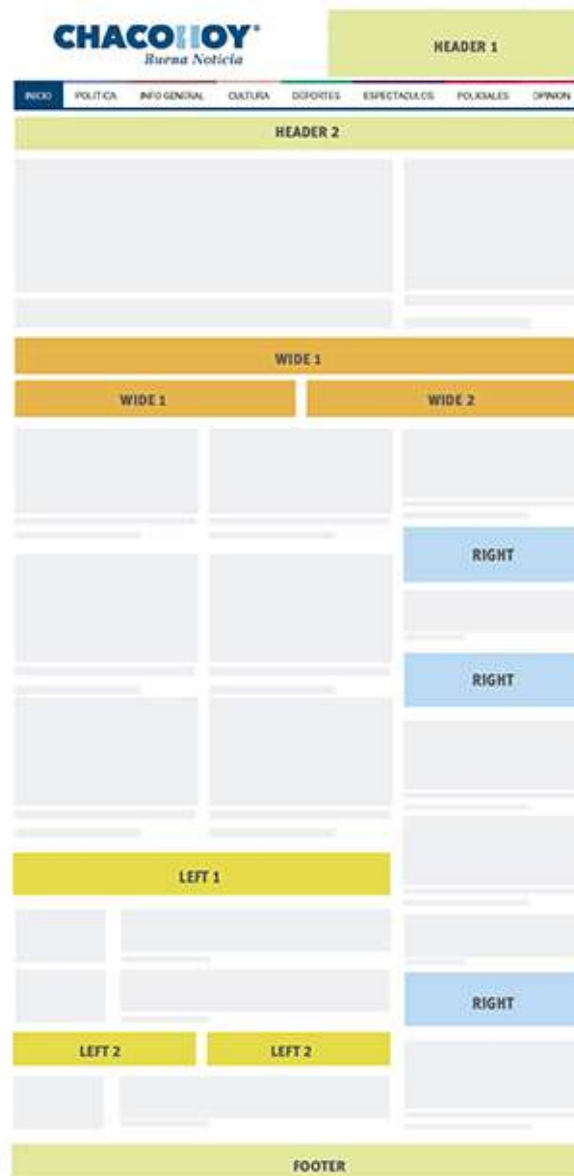 CHACOHOY®
Buena Noticia
HEADER 1
INICIO POLITICA INFO GENERAL CULTURA DEPORTES ESPECTACULOS POLICIALES OPINION
HEADER 2
WIDE 1
WIDE 1 WIDE 2
RIGHT
RIGHT
LEFT 1
RIGHT
LEFT 2 LEFT 2
FOOTER